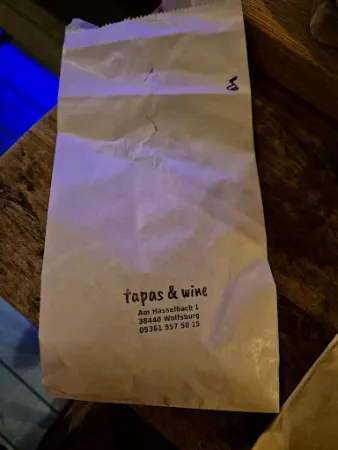 tapas & wine
Am Hasselbach 1
38440 Wolfsburg
05361 557 50 15